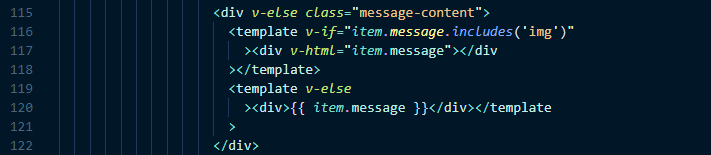 115 <div v-else class="message-content">
116 <template v-if="item.message.includes('img')"
117 ><div v-html="item.message"></div
118 ></template>
119 <template v-else
120 ><div>{{ item.message }}</div></template
121 >
122 </div>